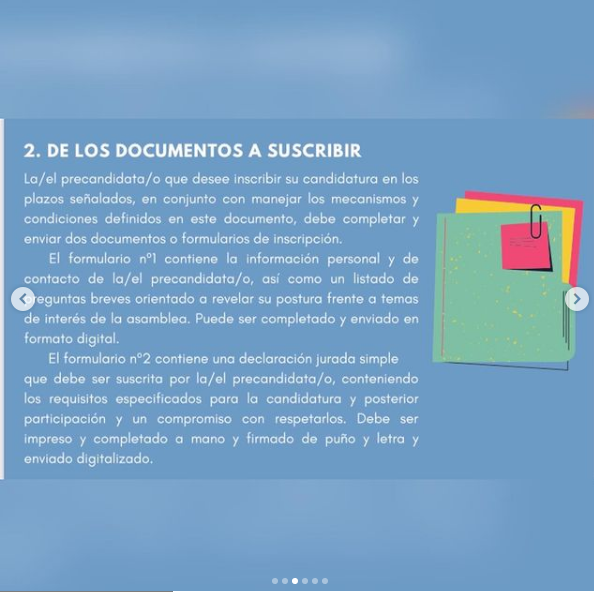 2. DE LOS DOCUMENTOS A SUSCRIBIR
La/el precandidata/o que desee inscribir su candidatura en los
plazos señalados, en conjunto con manejar los mecanismos y
condiciones definidos en este documento, debe completar y
enviar dos documentos o formularios de inscripción.
El formulario nº1 contiene la información personal y de
contacto de la/el precandidata/o, así como un listado de
preguntas breves orientado a revelar su postura frente a temas
de interés de la asamblea. Puede ser completado y enviado en
formato digital.
El formulario nº2 contiene una declaración jurada simple
que debe ser suscrita por la/el precandidata/o, conteniendo
los requisitos especificados para la candidatura y posterior
participación y un compromiso con respetarlos. Debe ser
impreso y completado a mano y firmado de puño y letra y
enviado digitalizado.